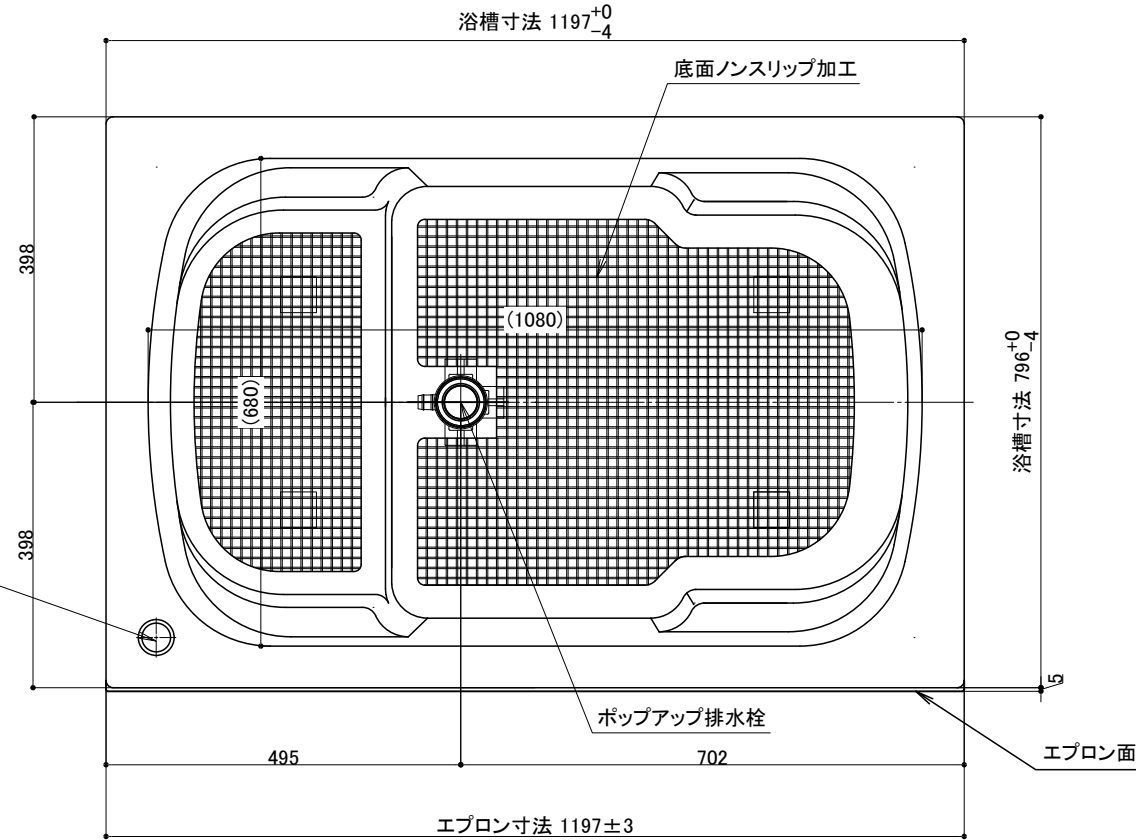 浴槽寸法 1197 +0 -4
底面ノンスリップ加工
398
(1080)
(680)
浴槽寸法 796 +0 -4
398
5
ポップアップ排水栓
495
702
エプロン面
エプロン寸法 1197±3